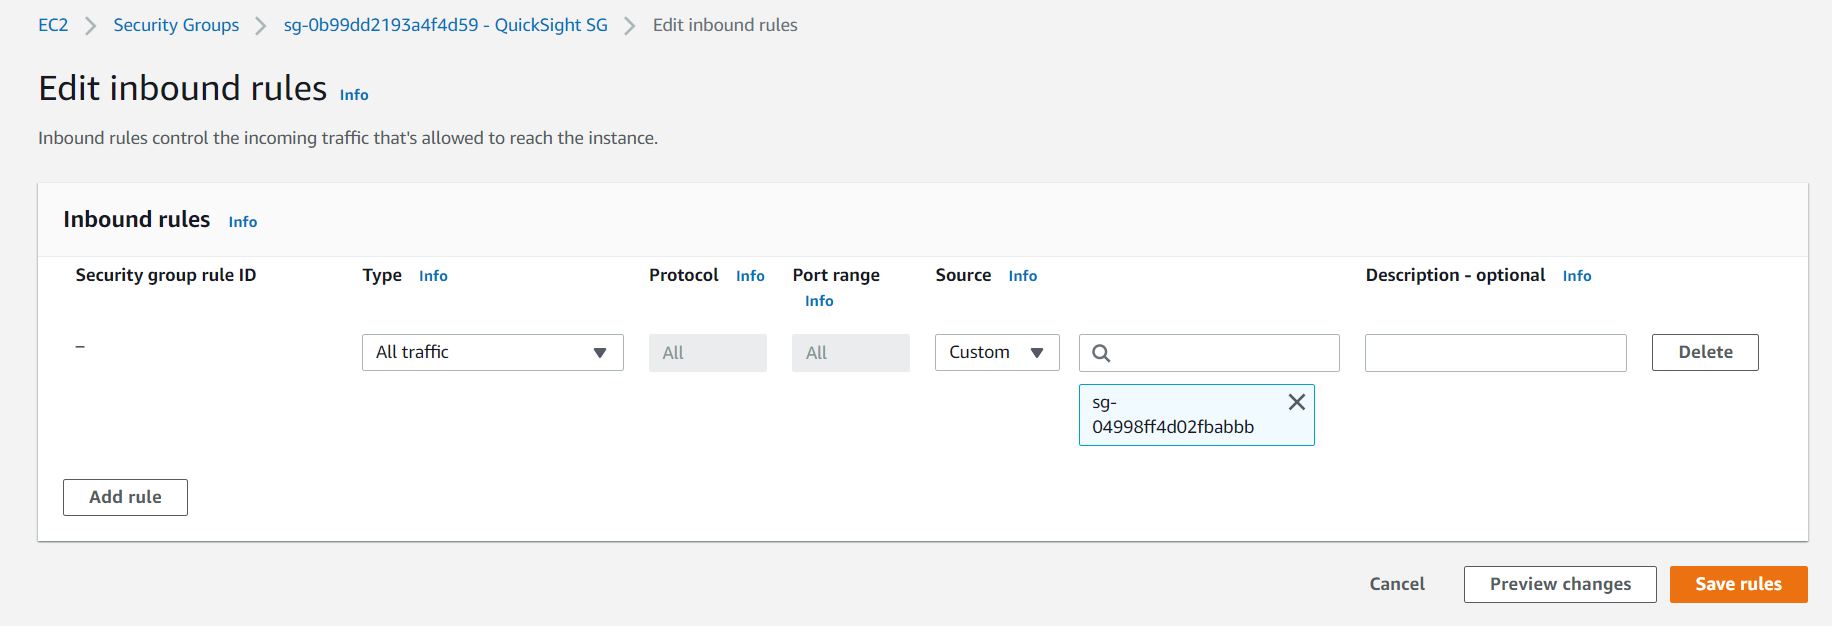 EC2 > Security Groups > sg-0b99dd2193a4f4d59 - QuickSight SG > Edit inbound rules
Edit inbound rules Info
Inbound rules control the incoming traffic that's allowed to reach the instance.
Inbound rules Info
Security group rule ID Type Info Protocol Info Port range Info Source Info Description - optional Info
– All traffic All All Custom Delete
sg-
04998ff4d02fbabbb
Add rule
Cancel Preview changes Save rules